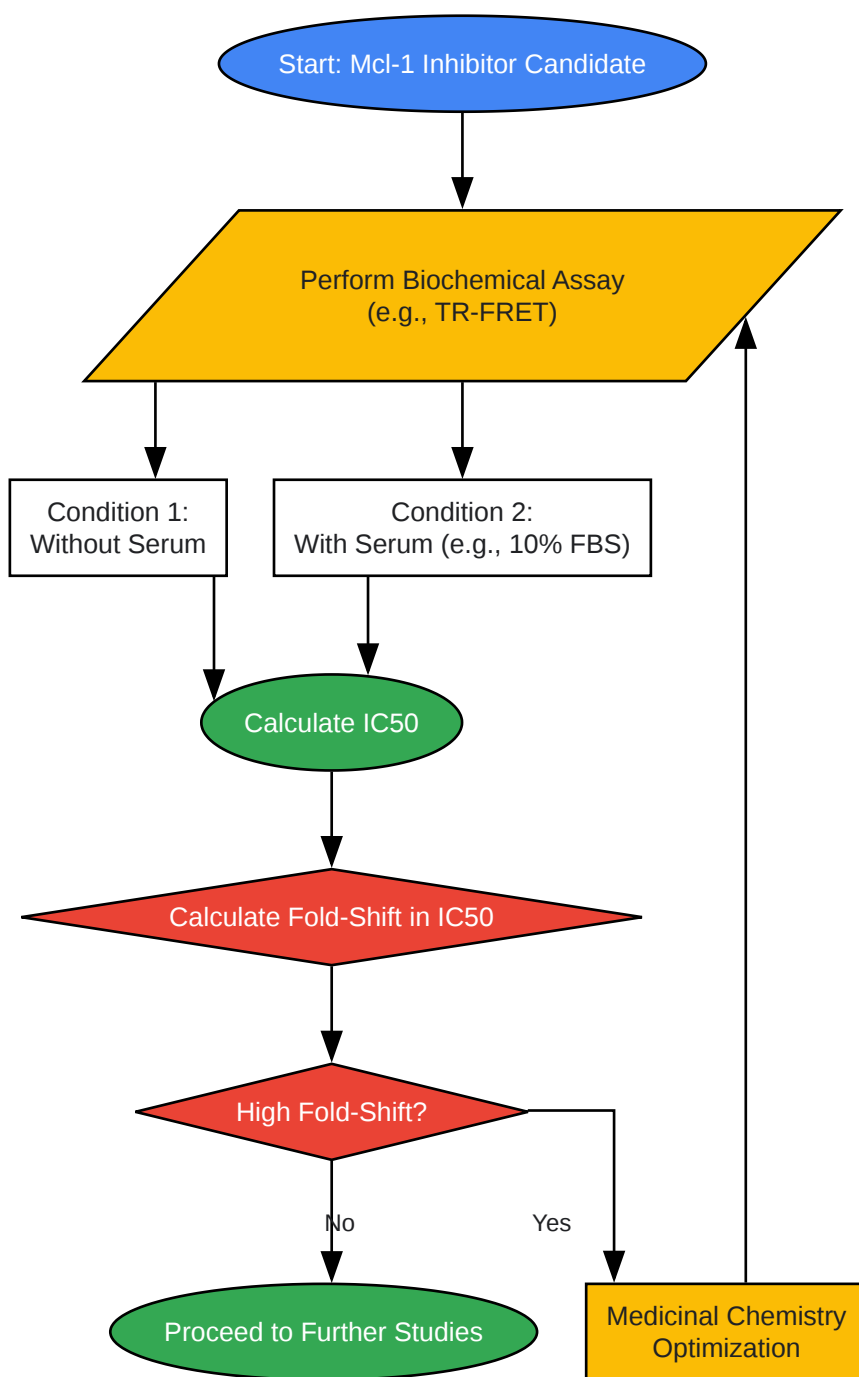 Start: Mcl-1 Inhibitor Candidate
Perform Biochemical Assay
(e.g., TR-FRET)
Condition 1:
Without Serum
Condition 2:
With Serum (e.g., 10% FBS)
Calculate IC50
Calculate Fold-Shift in IC50
High Fold-Shift?
No
Yes
Proceed to Further Studies
Medicinal Chemistry
Optimization